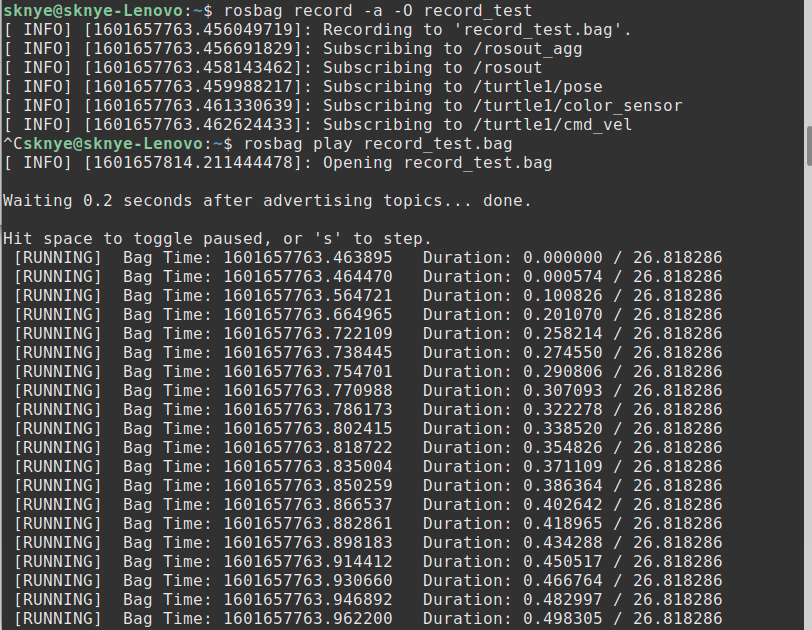 sknye@sknye-Lenovo:~$ rosbag record -a -O record_test
[ INFO] [1601657763.456049719]: Recording to 'record_test.bag'.
[ INFO] [1601657763.456691829]: Subscribing to /rosout_agg
[ INFO] [1601657763.458143462]: Subscribing to /rosout
[ INFO] [1601657763.459988217]: Subscribing to /turtle1/pose
[ INFO] [1601657763.461330639]: Subscribing to /turtle1/color_sensor
[ INFO] [1601657763.462624433]: Subscribing to /turtle1/cmd_vel
^Csknye@sknye-Lenovo:~$ rosbag play record_test.bag
[ INFO] [1601657814.211444478]: Opening record_test.bag

Waiting 0.2 seconds after advertising topics... done.

Hit space to toggle paused, or 's' to step.
 [RUNNING]  Bag Time: 1601657763.463895   Duration: 0.000000 / 26.818286
 [RUNNING]  Bag Time: 1601657763.464470   Duration: 0.000574 / 26.818286
 [RUNNING]  Bag Time: 1601657763.564721   Duration: 0.100826 / 26.818286
 [RUNNING]  Bag Time: 1601657763.664965   Duration: 0.201070 / 26.818286
 [RUNNING]  Bag Time: 1601657763.722109   Duration: 0.258214 / 26.818286
 [RUNNING]  Bag Time: 1601657763.738445   Duration: 0.274550 / 26.818286
 [RUNNING]  Bag Time: 1601657763.754701   Duration: 0.290806 / 26.818286
 [RUNNING]  Bag Time: 1601657763.770988   Duration: 0.307093 / 26.818286
 [RUNNING]  Bag Time: 1601657763.786173   Duration: 0.322278 / 26.818286
 [RUNNING]  Bag Time: 1601657763.802415   Duration: 0.338520 / 26.818286
 [RUNNING]  Bag Time: 1601657763.818722   Duration: 0.354826 / 26.818286
 [RUNNING]  Bag Time: 1601657763.835004   Duration: 0.371109 / 26.818286
 [RUNNING]  Bag Time: 1601657763.850259   Duration: 0.386364 / 26.818286
 [RUNNING]  Bag Time: 1601657763.866537   Duration: 0.402642 / 26.818286
 [RUNNING]  Bag Time: 1601657763.882861   Duration: 0.418965 / 26.818286
 [RUNNING]  Bag Time: 1601657763.898183   Duration: 0.434288 / 26.818286
 [RUNNING]  Bag Time: 1601657763.914412   Duration: 0.450517 / 26.818286
 [RUNNING]  Bag Time: 1601657763.930660   Duration: 0.466764 / 26.818286
 [RUNNING]  Bag Time: 1601657763.946892   Duration: 0.482997 / 26.818286
 [RUNNING]  Bag Time: 1601657763.962200   Duration: 0.498305 / 26.818286